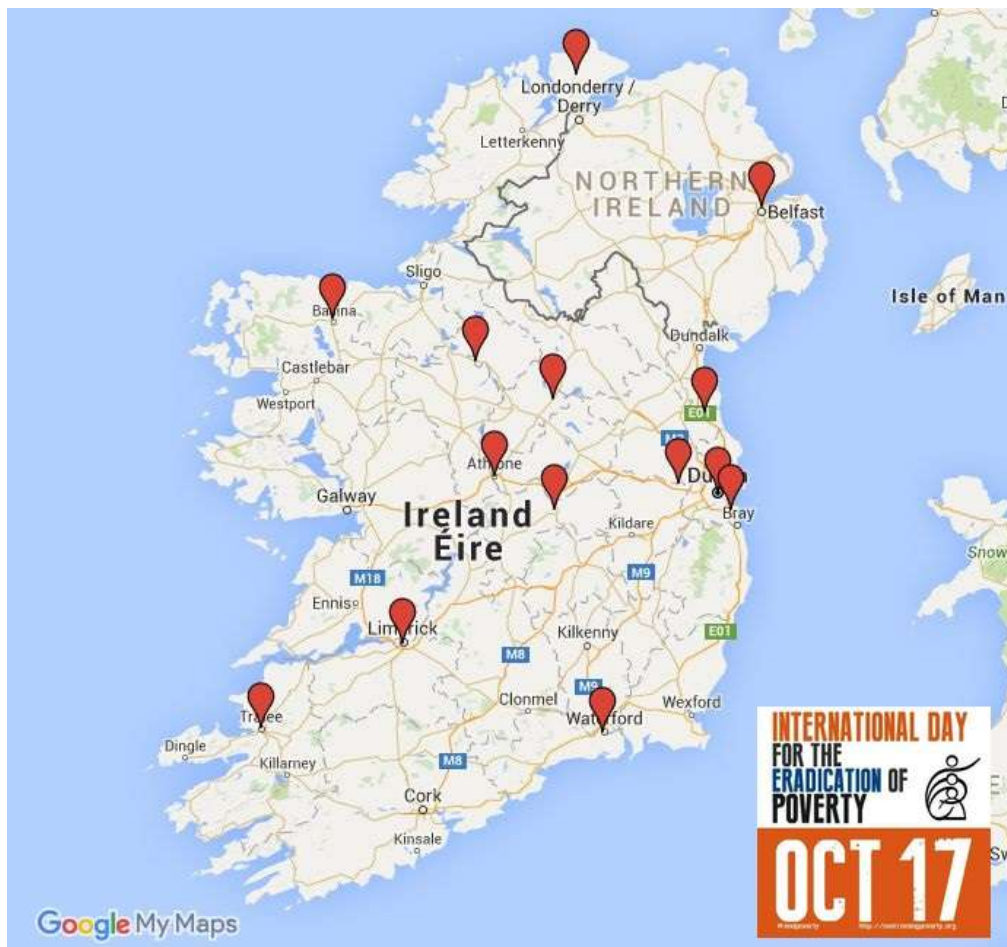 Londonderry /
Derry
Letterkenny
NORTHERN
IRELAND
Belfast
Sligo
Isle of Man
Ballina
Dundalk
Castlebar
Westport
E01
Athlone
Dublin
Galway
Ireland
Éire
Kildare
Bray
M18
M9
Ennis
Limerick
Kilkenny
E01
M8
M9
Clonmel
Wexford
Tralee
Waterford
Dingle
Killarney
M8
Cork
Kinsale
INTERNATIONAL DAY
FOR THE
ERADICATION OF
POVERTY
OCT 17
Google My Maps